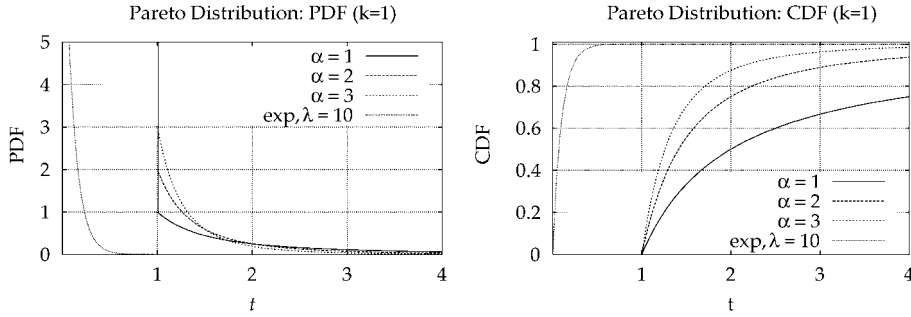 Pareto Distribution: PDF (k=1)
5
4
3
2
1
0
PDF
α = 1
α = 2
α = 3
exp, λ = 10
1
2
3
4
t
Pareto Distribution: CDF (k=1)
1
0.8
0.6
0.4
0.2
0
CDF
α = 1
α = 2
α = 3
exp, λ = 10
1
2
3
4
t